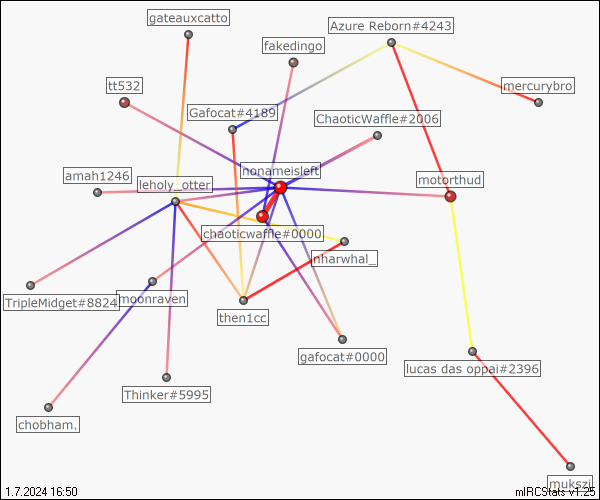 gateauxcatto
Azure Reborn#4243
fakedingo
tt532
mercurybro
Gafocat#4189
ChaoticWaffle#2006
nonameisleft
amah1246
leholy_otter
motorthud
chaoticwaffle#0000
nharwhal_
TripleMidget#8824
moonraven
then1cc
gafocat#0000
lucas das oppai#2396
Thinker#5995
chobham.
mukszi
1.7.2024 16:50
mIRCStats v1.25